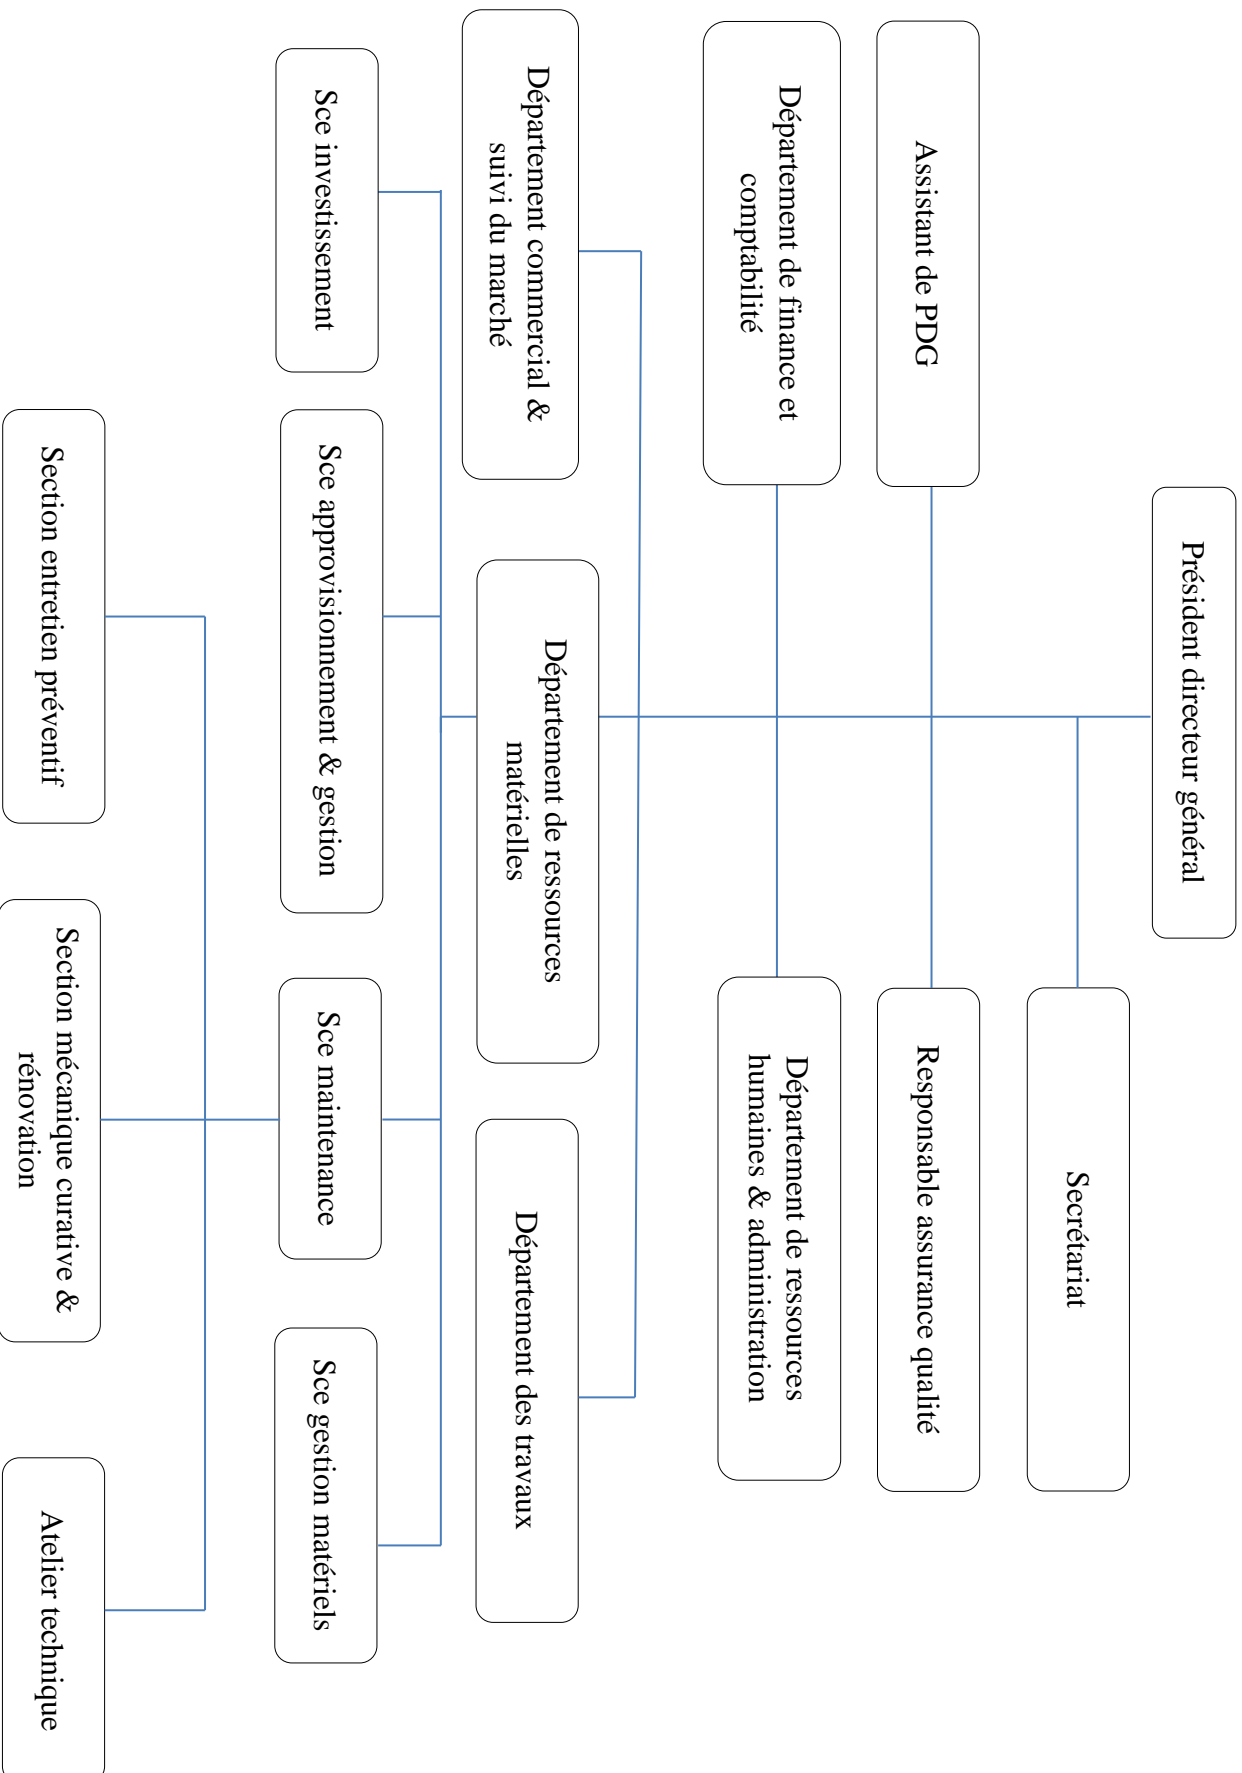 Président directeur général
Secrétariat
Assistant de PDG
Responsable assurance qualité
Département de finance et
comptabilité
Département de ressources
humaines & administration
Département commercial &
suivi du marché
Département de ressources
matérielles
Département des travaux
Sce investissement
Sce approvisionnement & gestion
Sce maintenance
Sce gestion matériels
Section entretien préventif
Section mécanique curative &
rénovation
Atelier technique